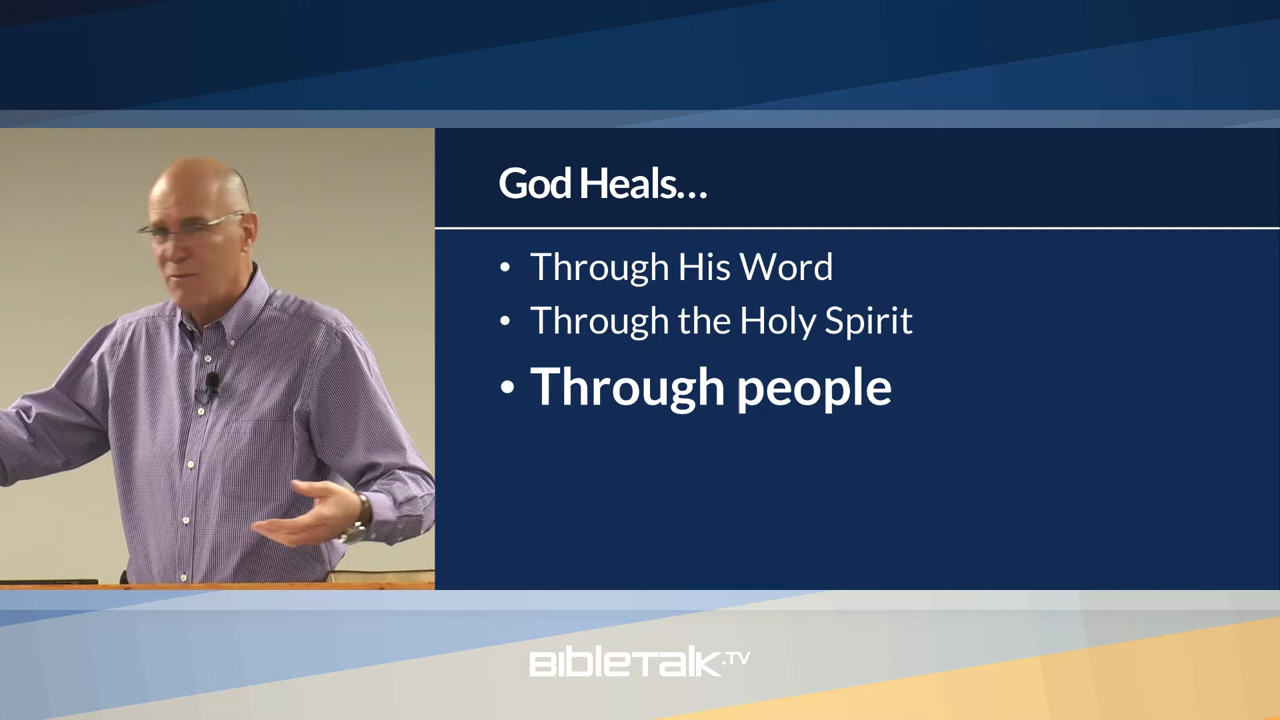 God Heals...
• Through His Word
• Through the Holy Spirit
• Through people
BibleTalk.TV